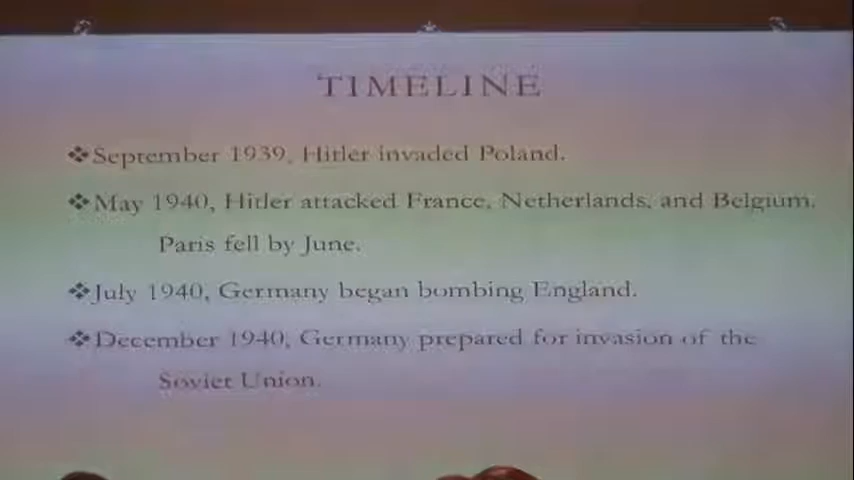 TIMELINE
❖September 1939, Hitler invaded Poland.
❖May 1940, Hitler attacked France, Netherlands, and Belgium.
Paris fell by June.
❖July 1940, Germany began bombing England.
❖December 1940, Germany prepared for invasion of the
Soviet Union.